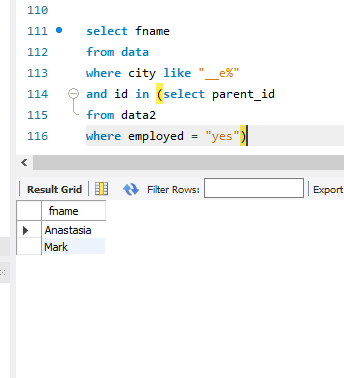 110
111 select fname
112 from data
113 where city like "__e%"
114 and id in (select parent_id
115 from data2
116 where employed = "yes")
Result Grid Filter Rows: Export
fname
Anastasia
Mark